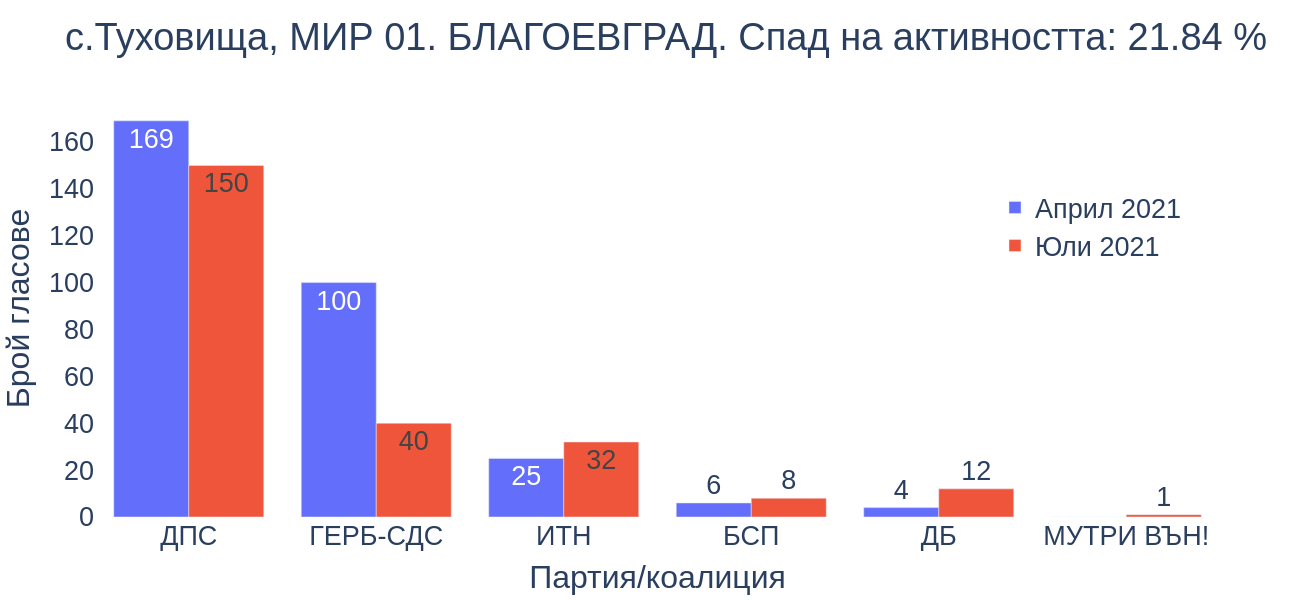 с.Туховища, МИР 01. БЛАГОЕВГРАД. Спад на активността: 21.84 %
Брой гласове
160
140
120
100
80
60
40
20
0
169
150
100
40
25
32
6
8
4
12
1
Април 2021
Юли 2021
ДПС
ГЕРБ-СДС
ИТН
БСП
ДБ
МУТРИ ВЪН!
Партия/коалиция